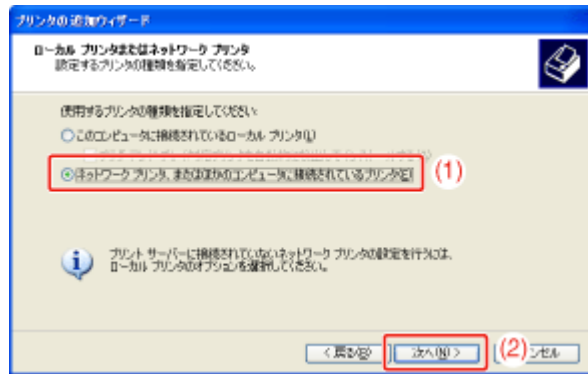 プリンタの追加ウィザード
ローカル プリンタまたはネットワーク プリンタ
設定するプリンタの種類を指定してください。
使用するプリンタの種類を指定してください:
このコンピュータに接続されているローカル プリンタ(L)
ネットワーク プリンタ、またはほかのコンピュータに接続されているプリンタ(E)
(1)
プリント サーバーに接続されていないネットワーク プリンタの設定を行うには、
ローカル プリンタのオプションを選択してください。
< 戻る(B)
次へ(N) >
(2)
ンセル